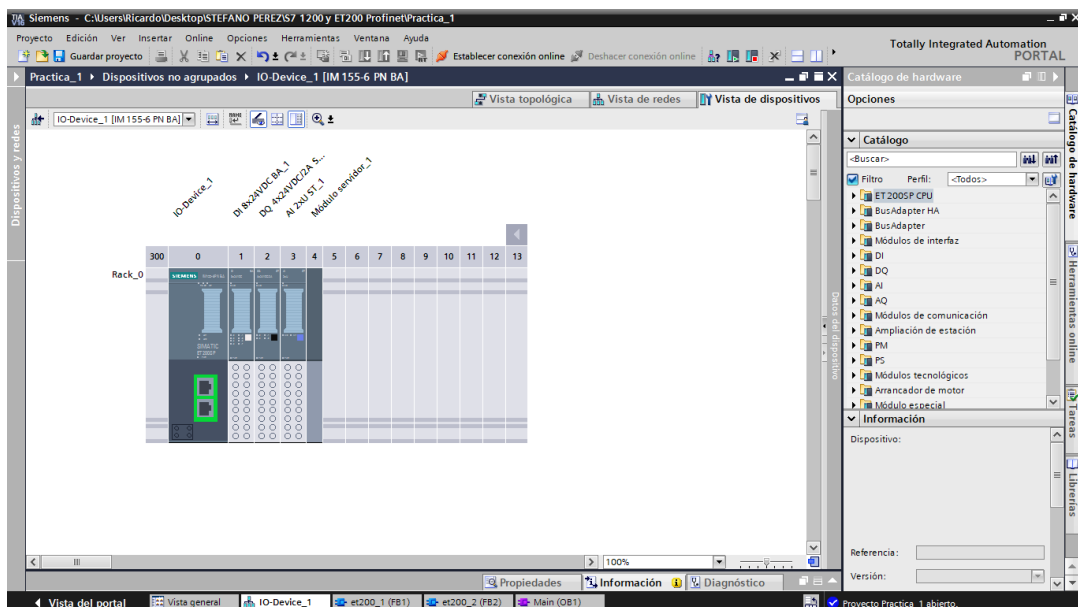 Siemens - C:\Users\Ricardo\Desktop\STEFANO PEREZ\S7 1200 y ET200 Profinet\Practica_1
Proyecto Edición Ver Insertar Online Opciones Herramientas Ventana Ayuda
Guardar proyecto Establecer conexión online Deshacer conexión online
Totally Integrated Automation
PORTAL
Practica_1 Dispositivos no agrupados IO-Device_1 [IM 155-6 PN BA]
Vista topológica Vista de redes Vista de dispositivos
IO-Device_1 [IM 155-6 PN BA]
Dispositivos y redes
IO-Device_1
DI 8x24VDC BA_1
DQ 4x24VDC/2A S...
AI 2xU ST_1
Módulo servidor_1
300 0 1 2 3 4 5 6 7 8 9 10 11 12 13
Rack_0
SIEMENS
SIMATIC
ET 200SP
Datos del dispositivo
100%
Propiedades Información Diagnóstico
Catálogo de hardware
Opciones
Catálogo
<Buscar>
Filtro Perfil: <Todos>
ET 200SP CPU
BusAdapter HA
BusAdapter
Módulos de interfaz
DI
DQ
AI
AQ
Módulos de comunicación
Ampliación de estación
PM
PS
Módulos tecnológicos
Arrancador de motor
Módulo especial
Información
Dispositivo:
Referencia:
Versión:
Catálogo de hardware
Herramientas online
Tareas
Librerías
Vista del portal Vista general IO-Device_1 et200_1 (FB1) et200_2 (FB2) Main (OB1)
Proyecto Practica_1 abierto.